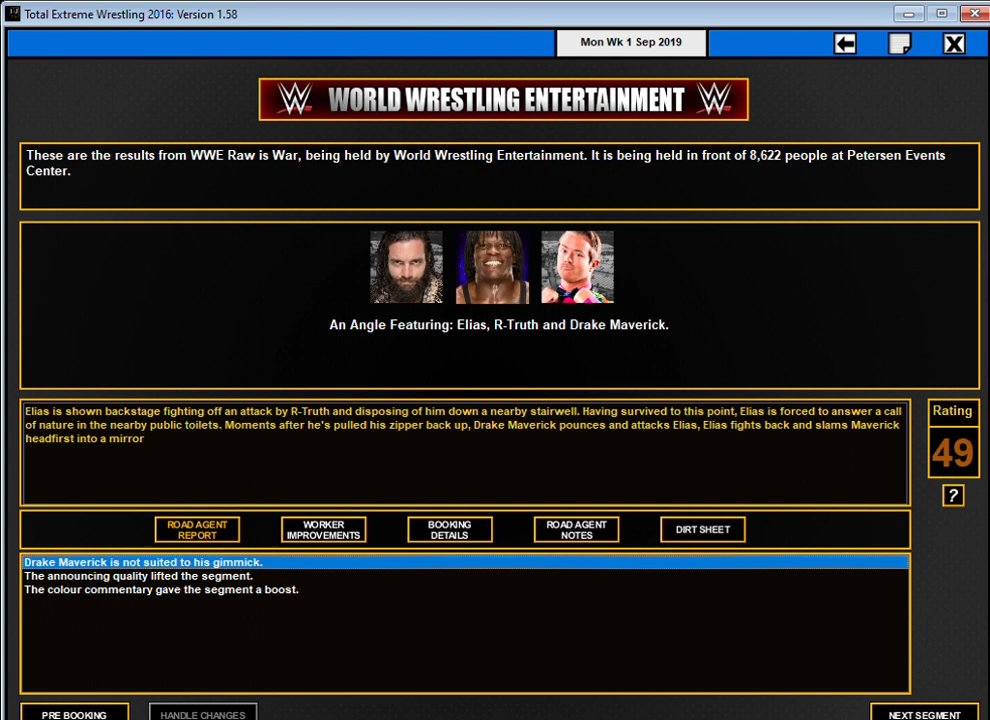 Total Extreme Wrestling 2016: Version 1.58
Mon Wk 1 Sep 2019
X
W WORLD WRESTLING ENTERTAINMENT W
These are the results from WWE Raw is War, being held by World Wrestling Entertainment. It is being held in front of 8,622 people at Petersen Events
Center.
An Angle Featuring: Elias, R-Truth and Drake Maverick.
Elias is shown backstage fighting off an attack by R-Truth and disposing of him down a nearby stairwell. Having survived to this point, Elias is forced to answer a call
of nature in the nearby public toilets. Moments after he's pulled his zipper back up, Drake Maverick pounces and attacks Elias, Elias fights back and slams Maverick
headfirst into a mirror
Rating
49
?
ROAD AGENT
REPORT
WORKER
IMPROVEMENTS
BOOKING
DETAILS
ROAD AGENT
NOTES
DIRT SHEET
Drake Maverick is not suited to his gimmick.
The announcing quality lifted the segment.
The colour commentary gave the segment a boost.
PRE BOOKING
HANDLE CHANGES
NEXT SEGMENT